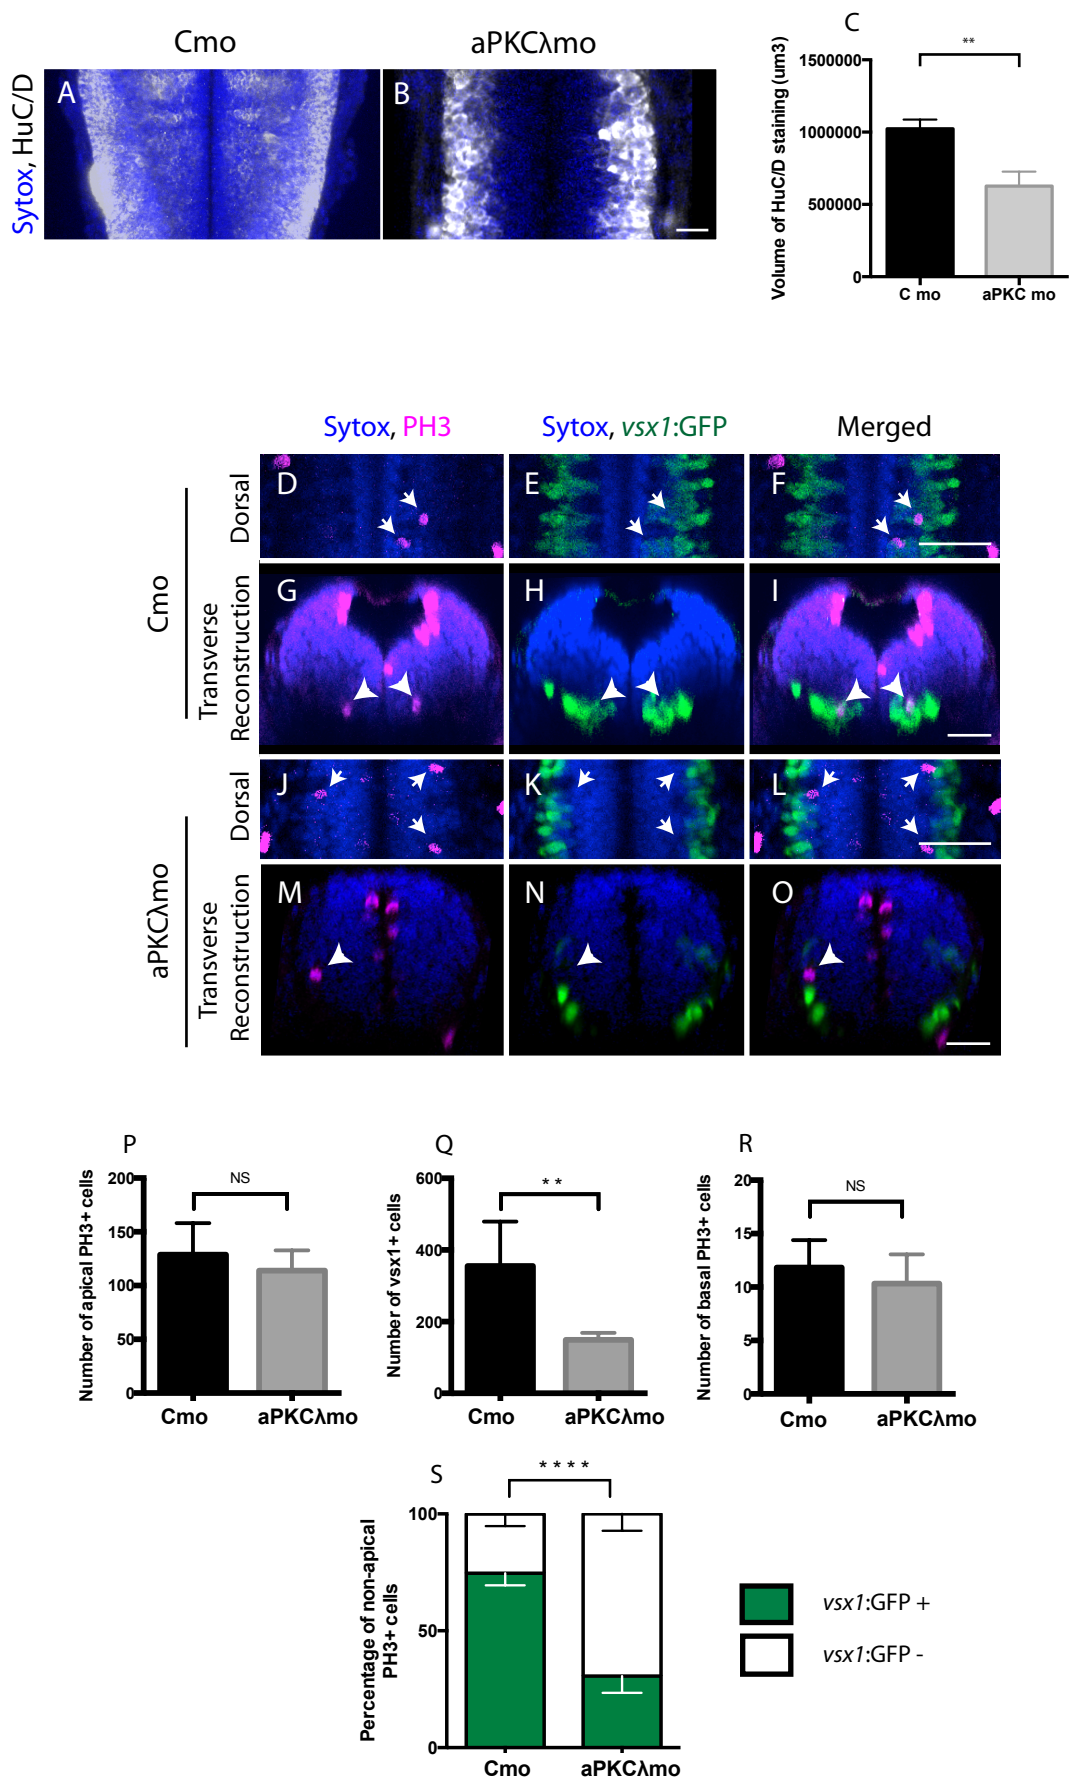 Cmo
aPKCλmo
Sytox, HuC/D
A
B
C
**
Volume of HuC/D staining (um3)
1500000
1000000
500000
0
C mo
aPKC mo
Sytox, PH3
Sytox, vsx1:GFP
Merged
Cmo
Dorsal
D
E
F
Transverse
Reconstruction
G
H
I
aPKCλmo
Dorsal
J
K
L
Transverse
Reconstruction
M
N
O
P
NS
Number of apical PH3+ cells
200
150
100
50
0
Cmo
aPKCλmo
Q
**
Number of vsx1+ cells
600
400
200
0
Cmo
aPKCλmo
R
NS
Number of basal PH3+ cells
20
15
10
5
0
Cmo
aPKCλmo
S
****
Percentage of non-apical
PH3+ cells
100
50
0
Cmo
aPKCλmo
vsx1:GFP +
vsx1:GFP -